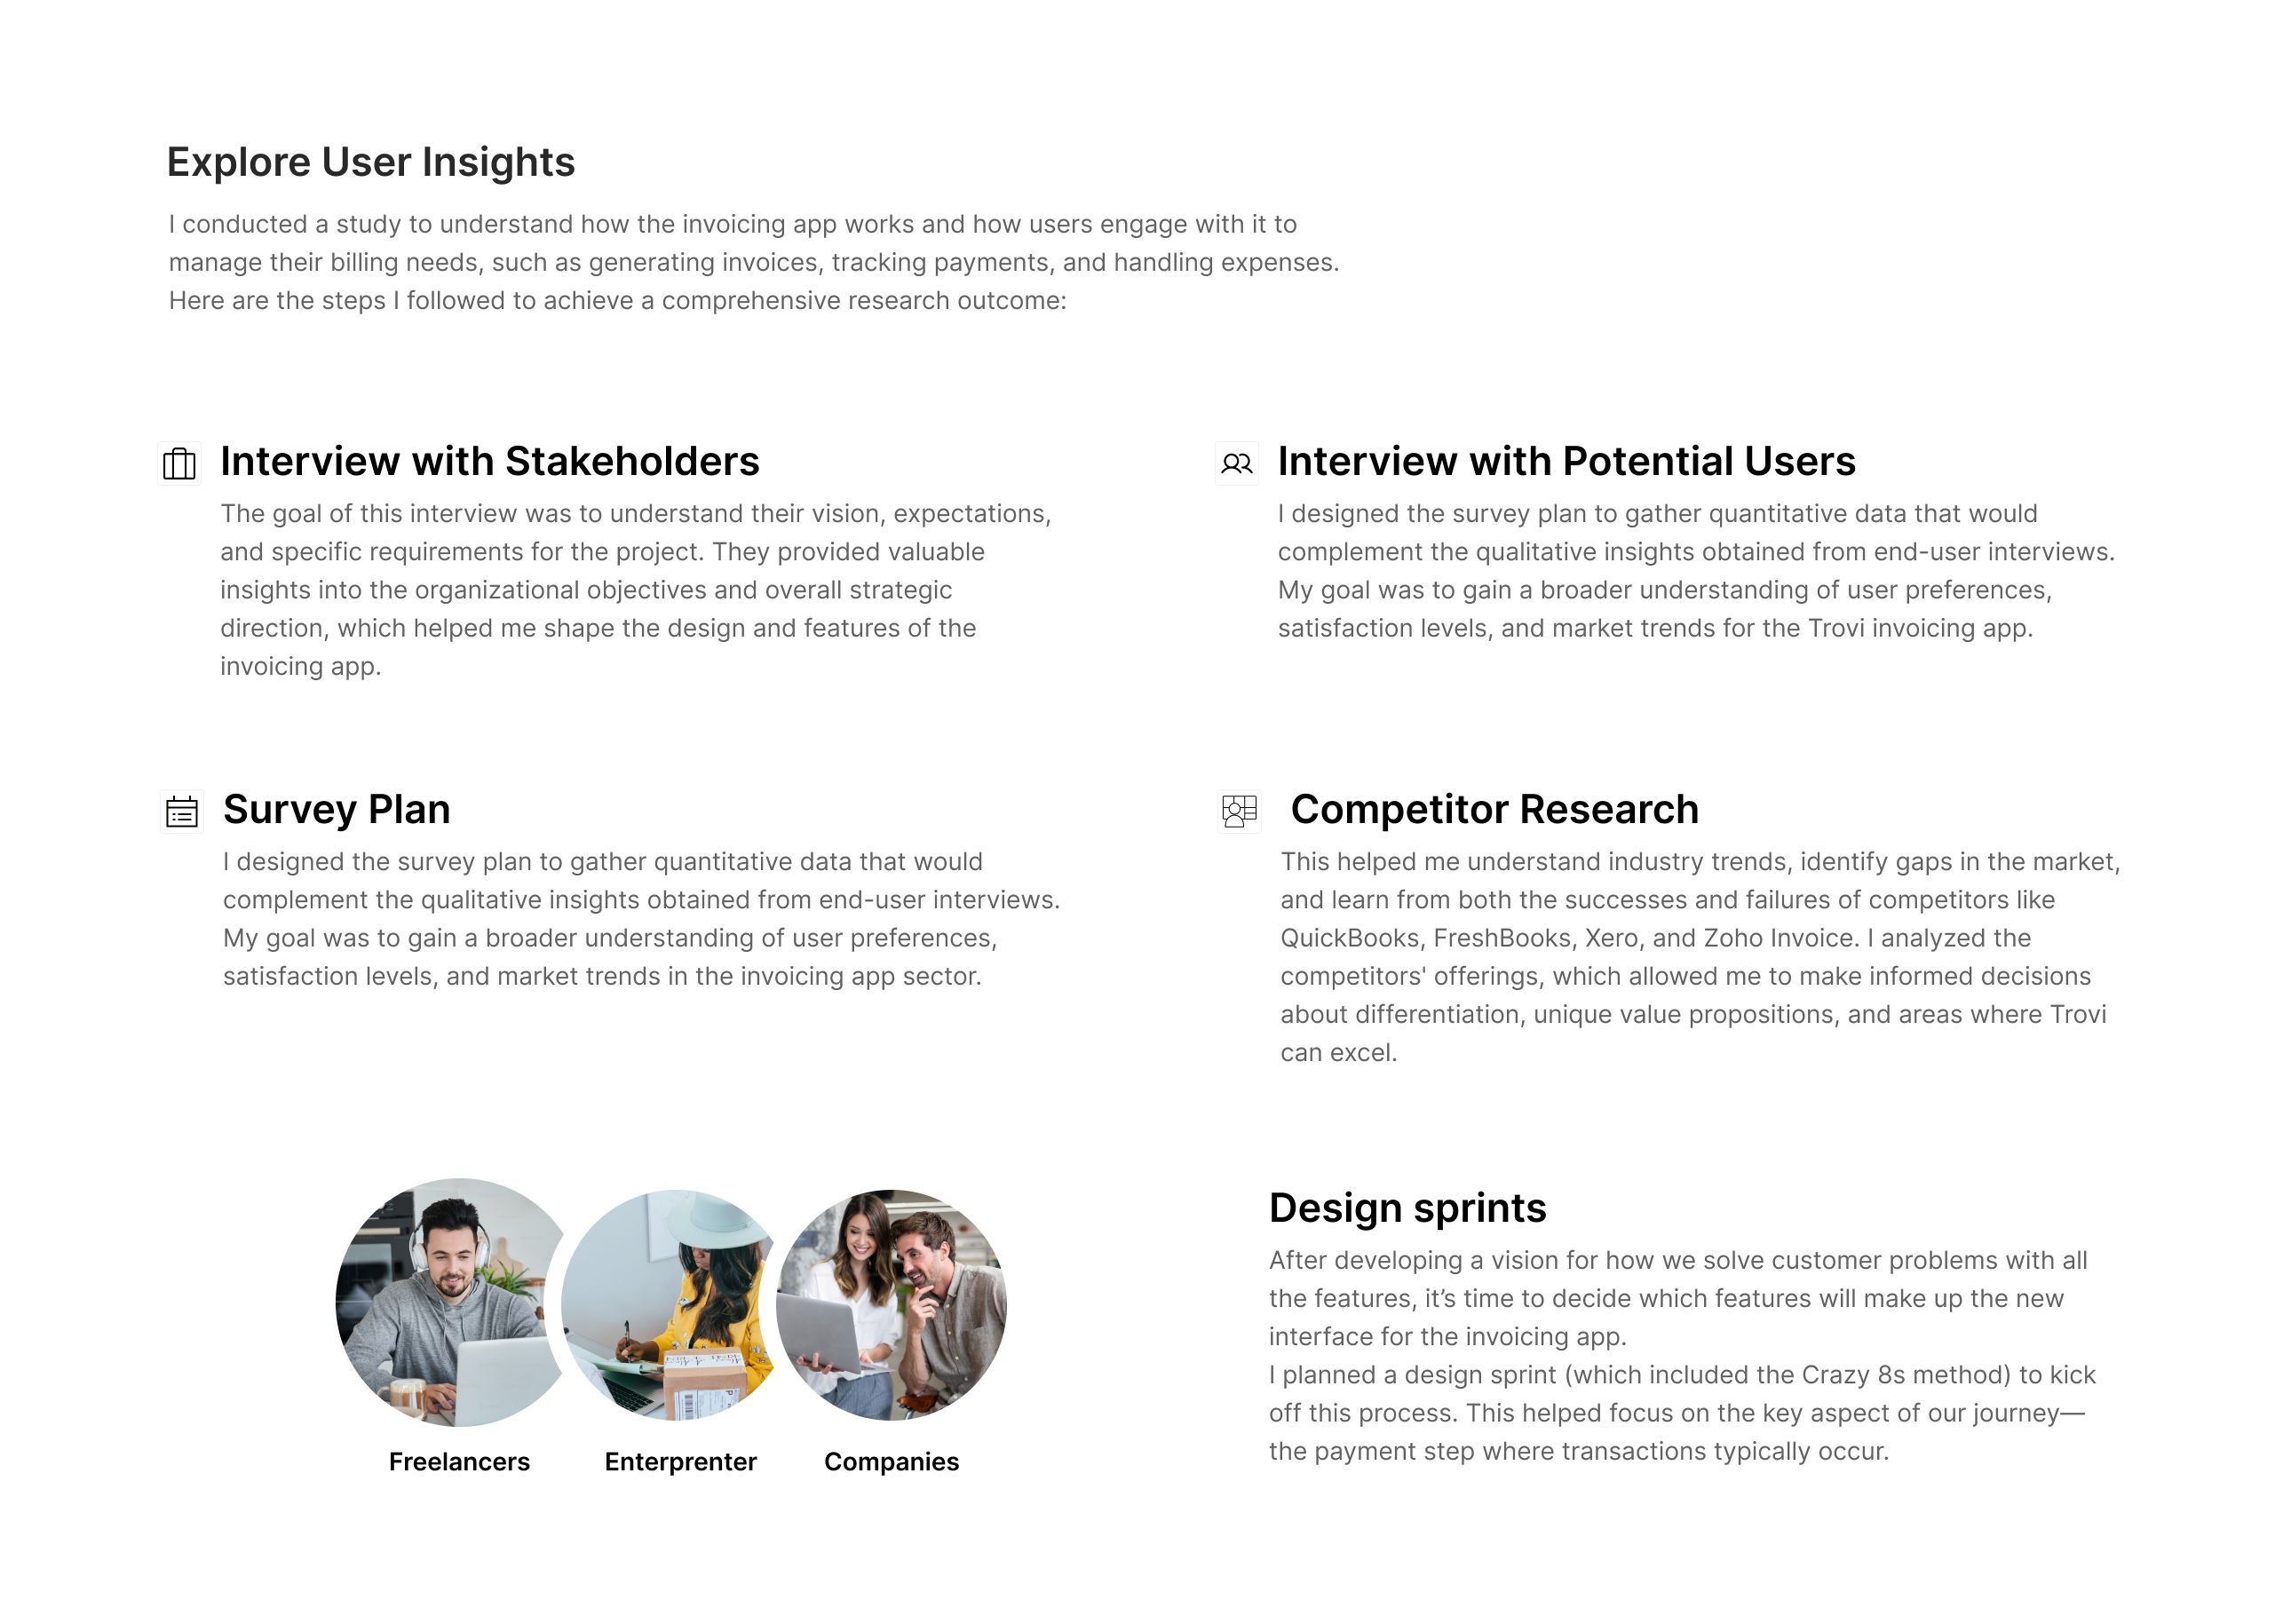 Explore User Insights
I conducted a study to understand how the invoicing app works and how users engage with it to
manage their billing needs, such as generating invoices, tracking payments, and handling expenses.
Here are the steps I followed to achieve a comprehensive research outcome:
Interview with Stakeholders
The goal of this interview was to understand their vision, expectations,
and specific requirements for the project. They provided valuable
insights into the organizational objectives and overall strategic
direction, which helped me shape the design and features of the
invoicing app.
Interview with Potential Users
I designed the survey plan to gather quantitative data that would
complement the qualitative insights obtained from end-user interviews.
My goal was to gain a broader understanding of user preferences,
satisfaction levels, and market trends for the Trovi invoicing app.
Survey Plan
I designed the survey plan to gather quantitative data that would
complement the qualitative insights obtained from end-user interviews.
My goal was to gain a broader understanding of user preferences,
satisfaction levels, and market trends in the invoicing app sector.
Competitor Research
This helped me understand industry trends, identify gaps in the market,
and learn from both the successes and failures of competitors like
QuickBooks, FreshBooks, Xero, and Zoho Invoice. I analyzed the
competitors' offerings, which allowed me to make informed decisions
about differentiation, unique value propositions, and areas where Trovi
can excel.
Freelancers
Enterprenter
Companies
Design sprints
After developing a vision for how we solve customer problems with all
the features, it’s time to decide which features will make up the new
interface for the invoicing app.
I planned a design sprint (which included the Crazy 8s method) to kick
off this process. This helped focus on the key aspect of our journey—
the payment step where transactions typically occur.